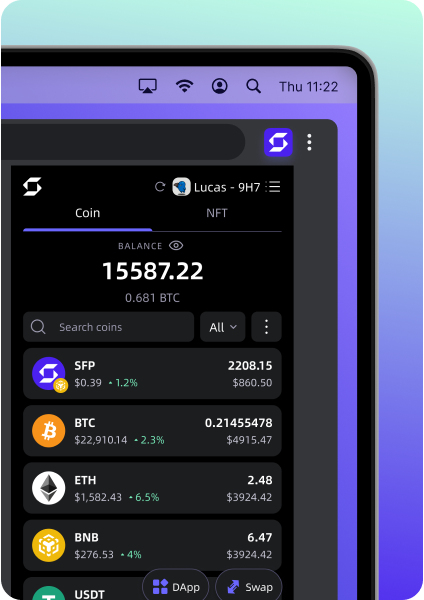 Thu 11:22
Lucas - 9H7
Coin NFT
BALANCE
15587.22
0.681 BTC
Search coins All
SFP 2208.15
$0.39 1.2% $860.50
BTC 0.21455478
$22,910.14 2.3% $4915.47
ETH 2.48
$1,582.43 6.5% $3924.42
BNB 6.47
$276.53 4% $3924.42
USDT DApp Swap